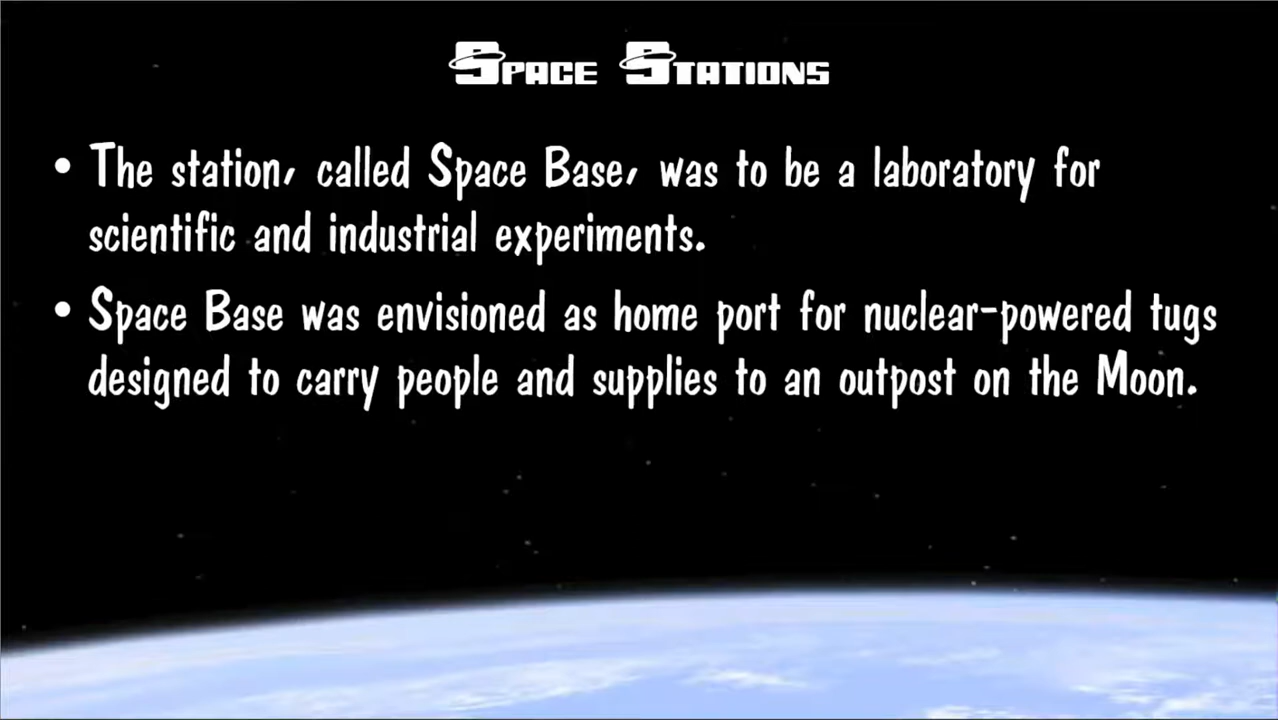 Space Stations
• The station, called Space Base, was to be a laboratory for
scientific and industrial experiments.
• Space Base was envisioned as home port for nuclear-powered tugs
designed to carry people and supplies to an outpost on the Moon.